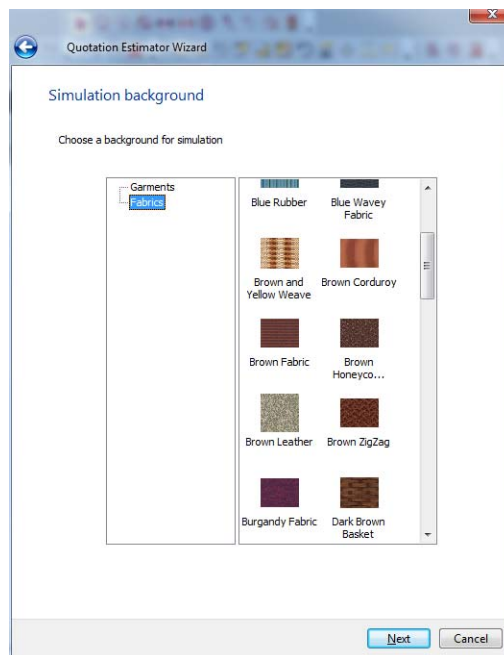 Quotation Estimator Wizard
Simulation background
Choose a background for simulation
Garments
Fabrics
Blue Rubber
Blue Wavey
Fabric
Brown and
Yellow Weave
Brown Corduroy
Brown Fabric
Brown
Honeyco...
Brown Leather
Brown ZigZag
Burgandy Fabric
Dark Brown
Basket
Next
Cancel